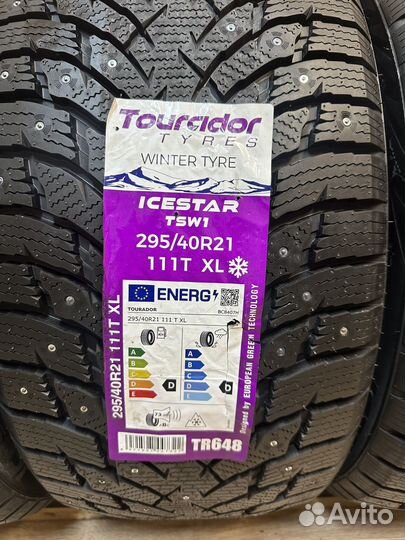 Tourador
TYRES
WINTER TYRE
ICESTAR
TSW1
295/40R21
111T XL
295/40R21 111T XL
Designed by EUROPEAN GREEN TECHNOLOGY
ENERG
TOURADOR
295/40R21 111 T XL
A
B
C
D
E
D
A
B
C
D
E
D
73
TR648
Avito